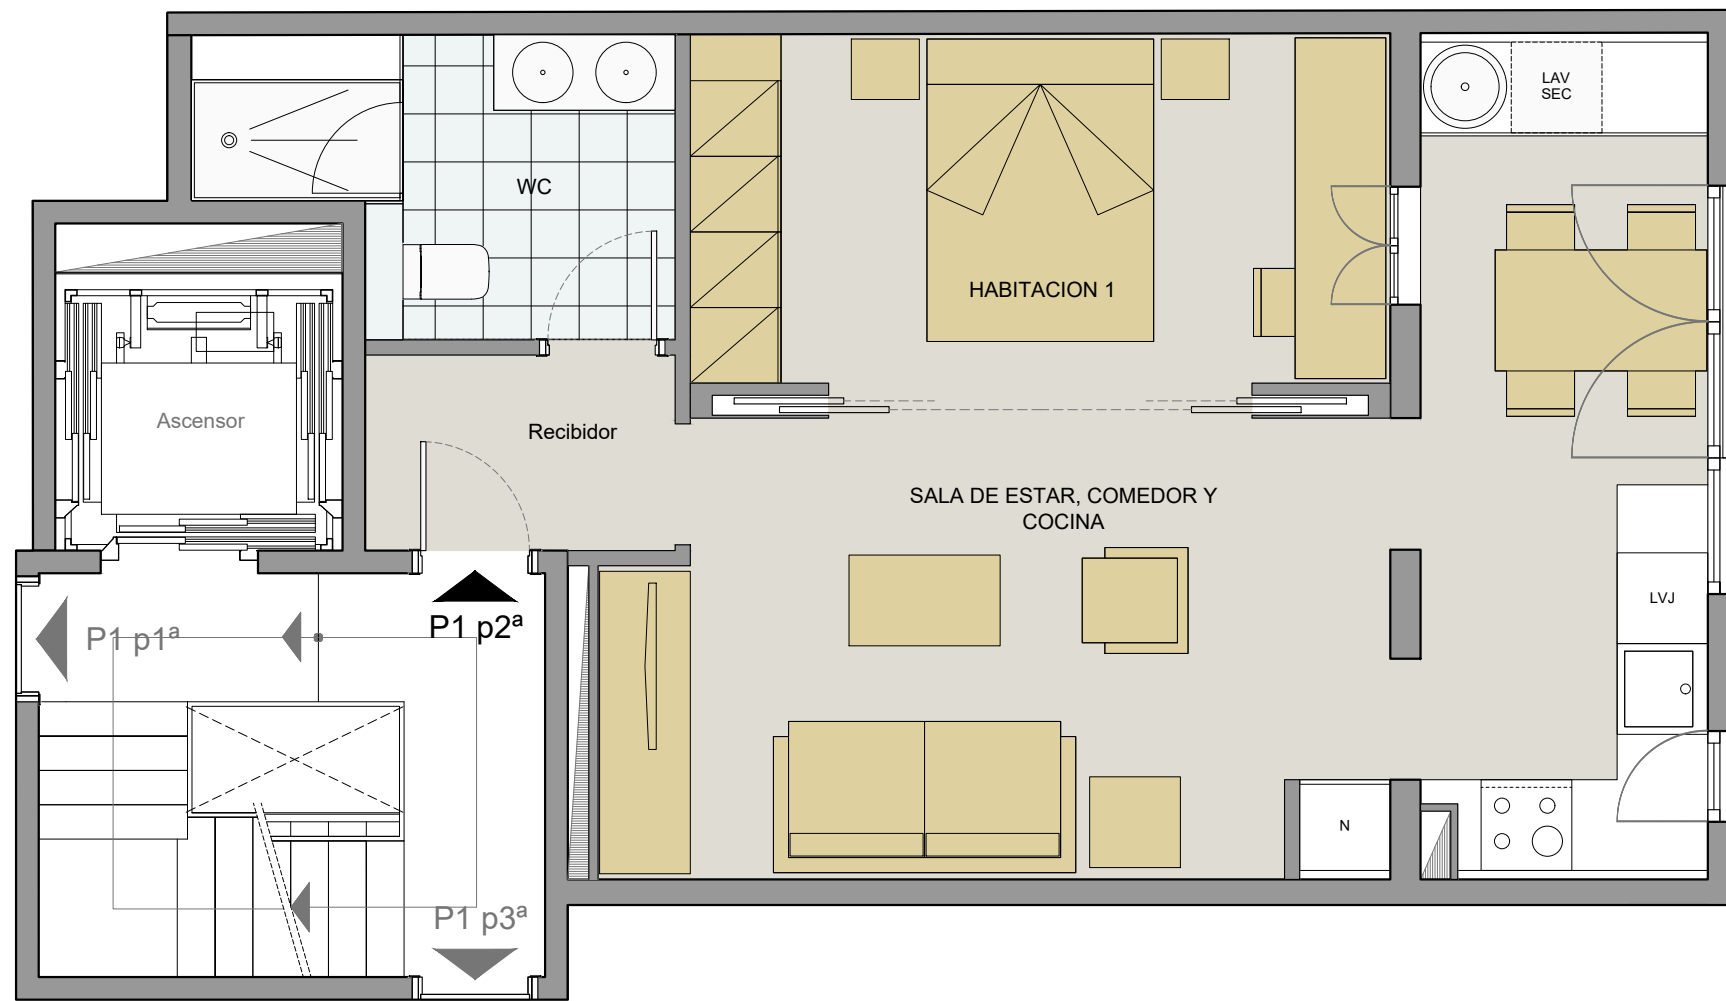 LAV
SEC
WC
HABITACION 1
Ascensor
Recibidor
SALA DE ESTAR, COMEDOR Y
COCINA
LVJ
P1 p1ª
P1 p2ª
N
P1 p3ª